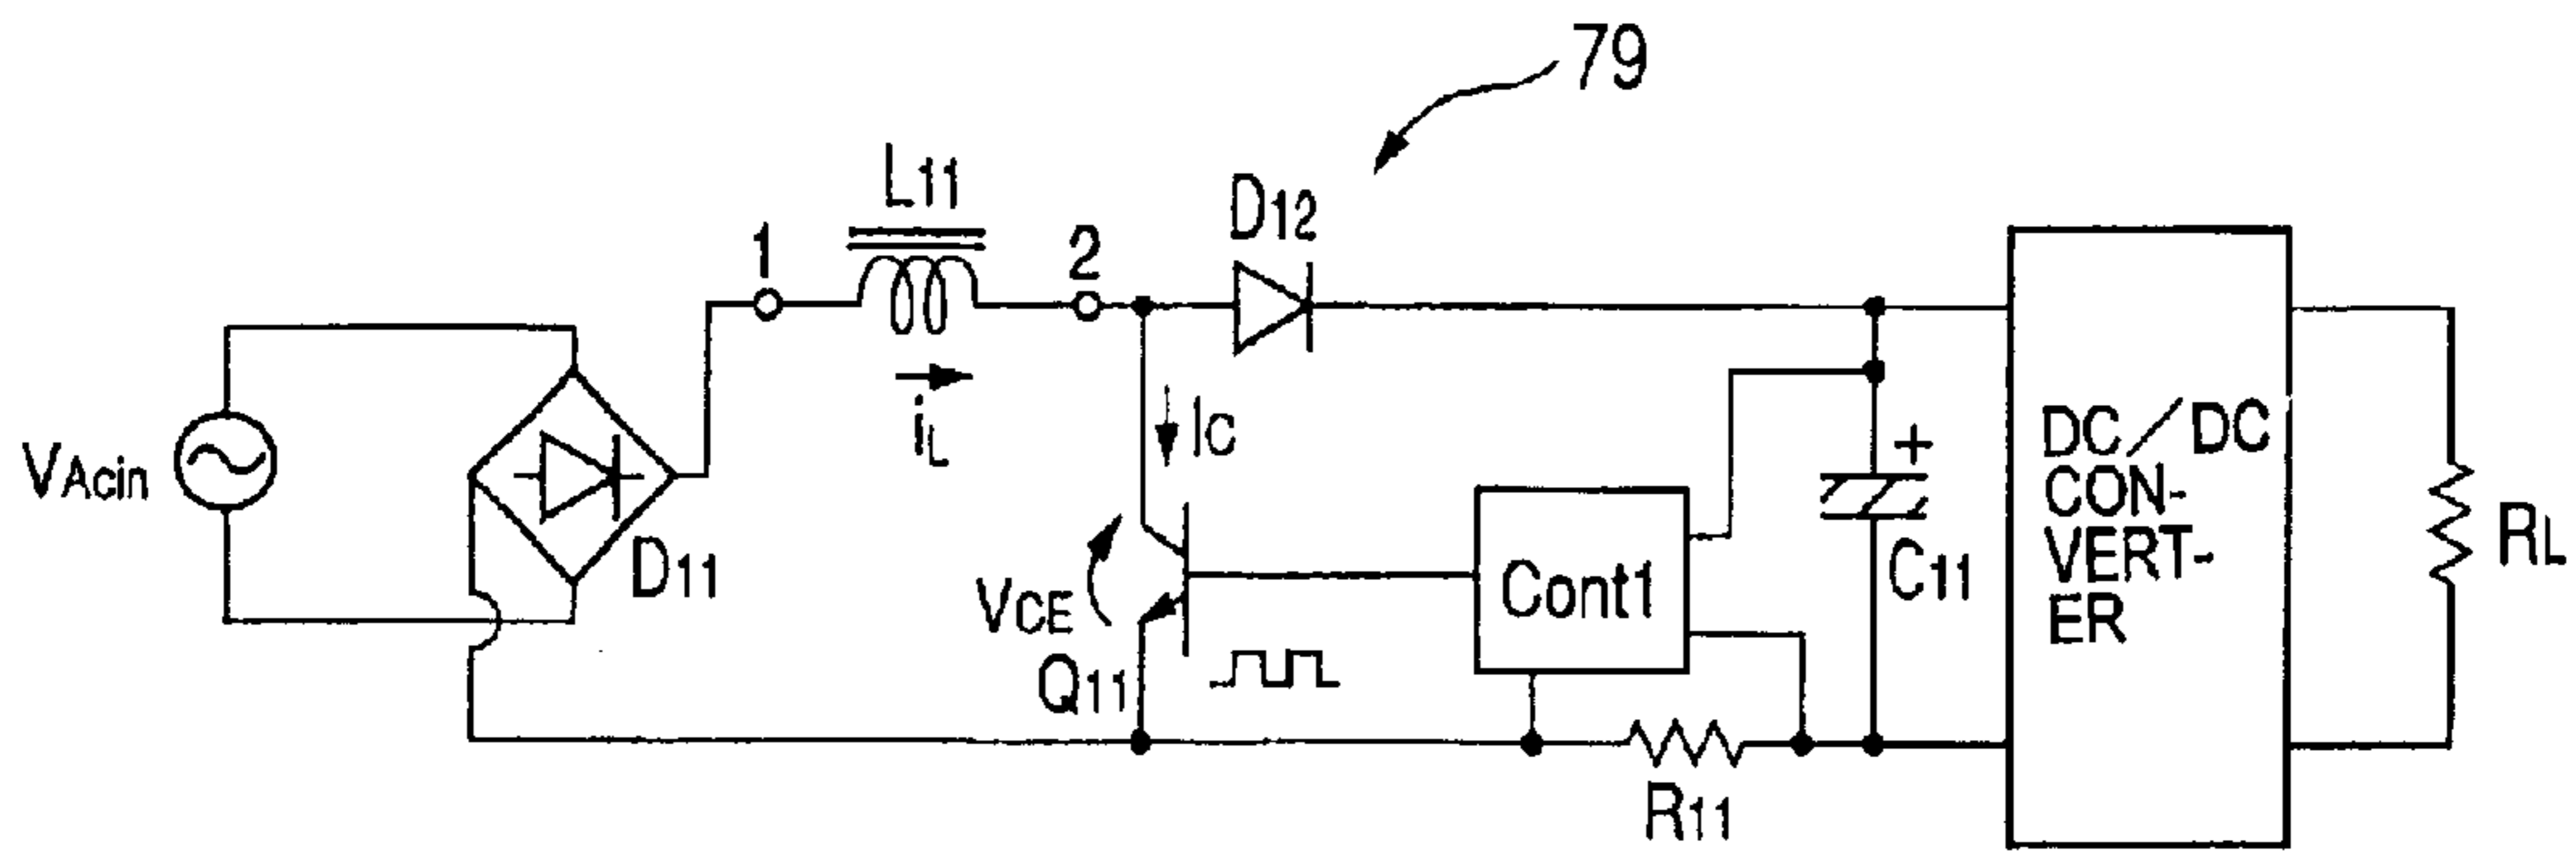 79
L11
D12
1
2
iL
IC
VAcin
D11
VCE
Q11
Cont1
+
C11
R11
DC/DC
CON-
VERT-
ER
RL